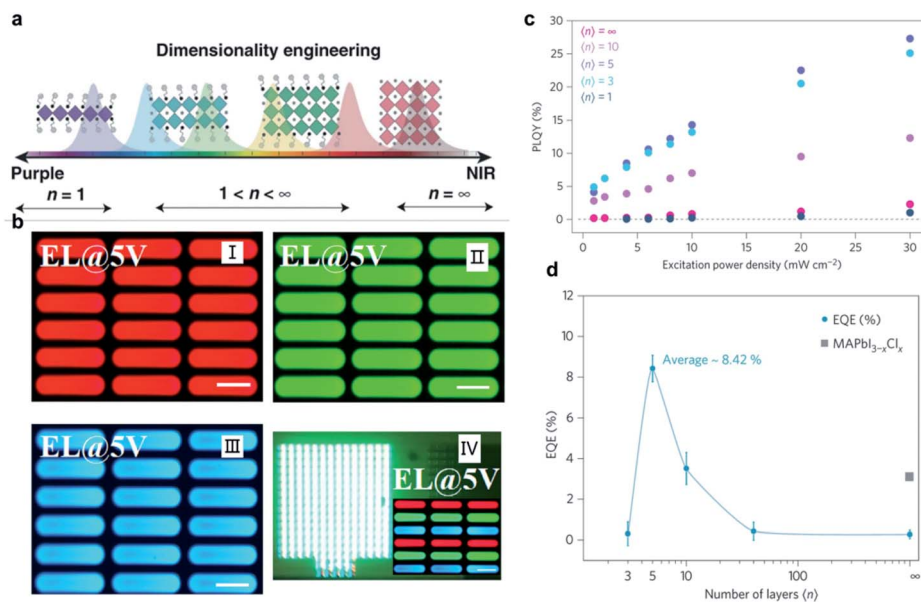 a
Dimensionality engineering
Purple
NIR
n = 1
1 < n < ∞
n = ∞
b
EL@5V
I
EL@5V
II
EL@5V
III
IV
EL@5V
c
30
25
20
15
10
5
0
PLQY (%)
⟨n⟩ = ∞
⟨n⟩ = 10
⟨n⟩ = 5
⟨n⟩ = 3
⟨n⟩ = 1
0 5 10 15 20 25 30
Excitation power density (mW cm⁻²)
d
12
10
8
6
4
2
0
EQE (%)
EQE (%)
MAPbI₃₋ₓClₓ
Average ~ 8.42 %
3 5 10 100 ∞
Number of layers ⟨n⟩